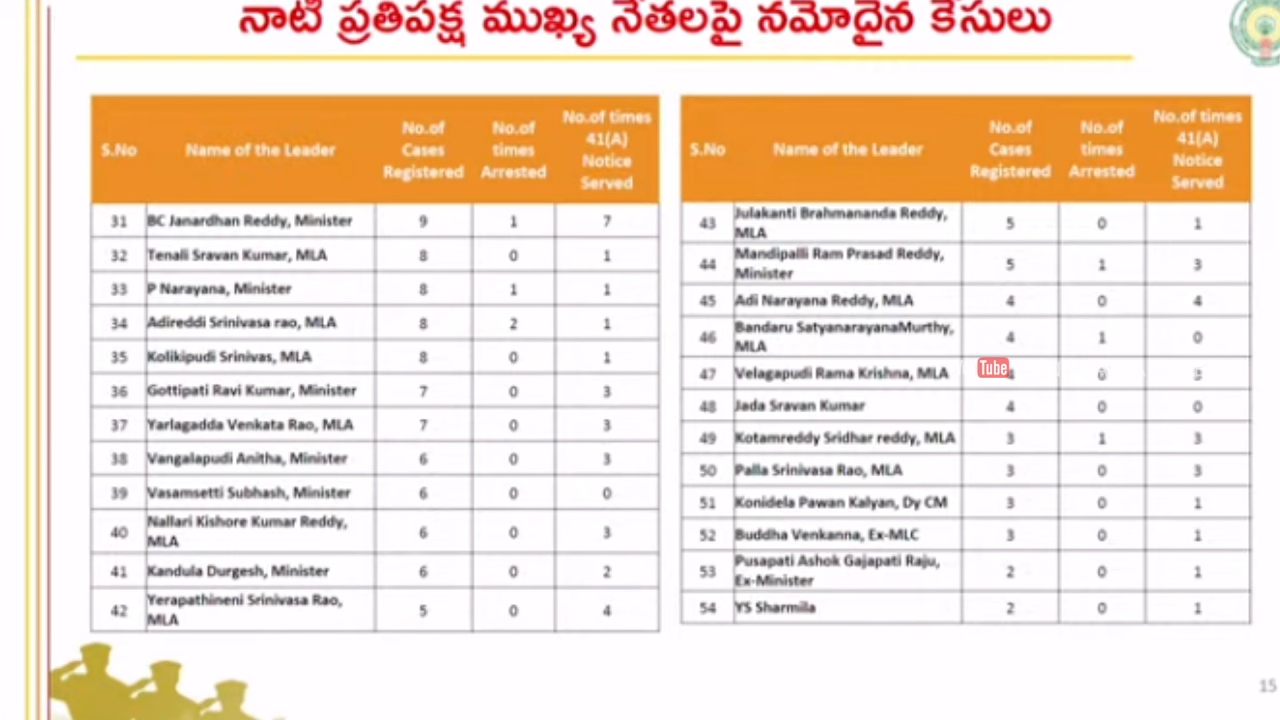 నాటి ప్రతిపక్ష ముఖ్య నేతలపై నమోదైన కేసులు
S.No Name of the Leader No.of Cases Registered No.of times Arrested No.of times 41(A) Notice Served
31 BC Janardhan Reddy, Minister 9 1 7
32 Tenali Sravan Kumar, MLA 8 0 1
33 P Narayana, Minister 8 1 1
34 Adireddi Srinivasa rao, MLA 8 2 1
35 Kolikipudi Srinivas, MLA 8 0 1
36 Gottipati Ravi Kumar, Minister 7 0 3
37 Yarlagadda Venkata Rao, MLA 7 0 3
38 Vangalapudi Anitha, Minister 6 0 3
39 Vasamsetti Subhash, Minister 6 0 0
40 Nallari Kishore Kumar Reddy, MLA 6 0 3
41 Kandula Durgesh, Minister 6 0 2
42 Yerapathineni Srinivasa Rao, MLA 5 0 4
S.No Name of the Leader No.of Cases Registered No.of times Arrested No.of times 41(A) Notice Served
43 Julakanti Brahmananda Reddy, MLA 5 0 1
44 Mandipalli Ram Prasad Reddy, Minister 5 1 3
45 Adi Narayana Reddy, MLA 4 0 4
46 Bandaru SatyanarayanaMurthy, MLA 4 1 0
47 Velagapudi Rama Krishna, MLA 4 0 3
Tube
48 Jada Sravan Kumar 4 0 0
49 Kotamreddy Sridhar reddy, MLA 3 1 3
50 Palla Srinivasa Rao, MLA 3 0 3
51 Konidela Pawan Kalyan, Dy CM 3 0 1
52 Buddha Venkanna, Ex-MLC 3 0 1
53 Pusapati Ashok Gajapati Raju, Ex-Minister 2 0 1
54 YS Sharmila 2 0 1
15